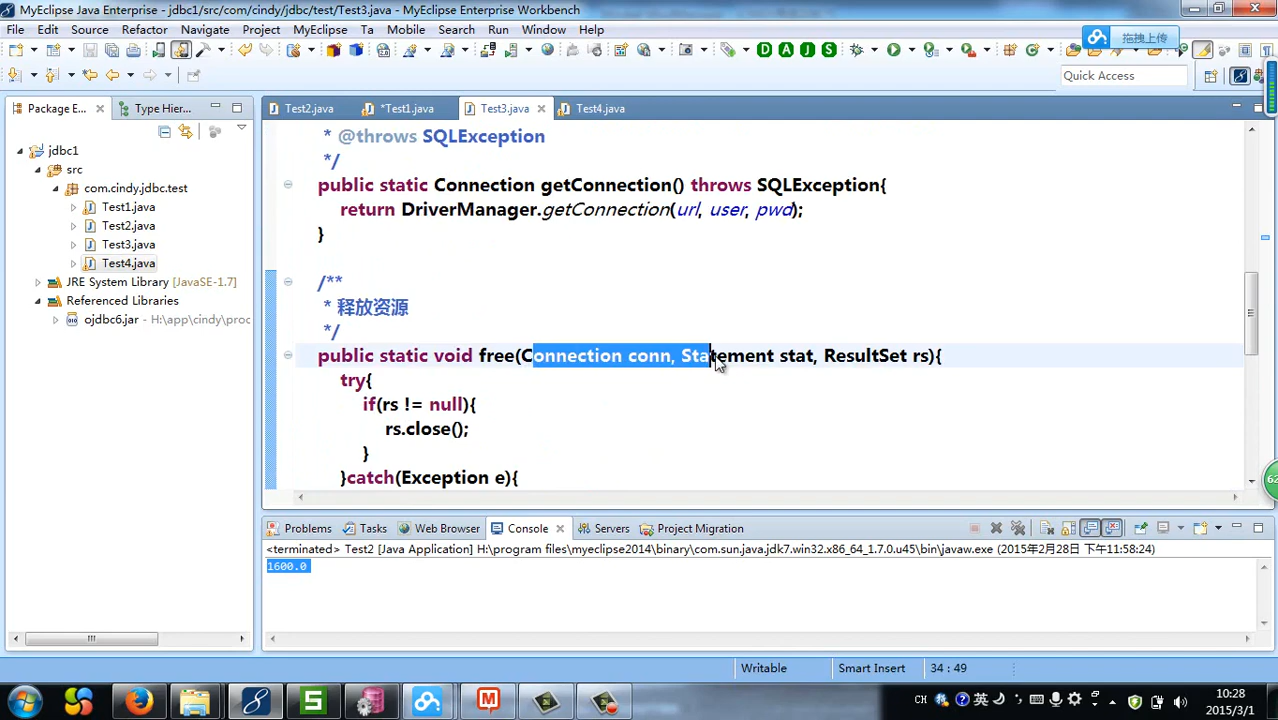 MyEclipse Java Enterprise - jdbc1/src/com/cindy/jdbc/test/Test3.java - MyEclipse Enterprise Workbench
File Edit Source Refactor Navigate Project MyEclipse Ta Mobile Search Run Window Help
拖拽上传
Quick Access
Package E...
Type Hier...
jdbc1
src
com.cindy.jdbc.test
Test1.java
Test2.java
Test3.java
Test4.java
JRE System Library [JavaSE-1.7]
Referenced Libraries
ojdbc6.jar - H:\app\cindy\proc
Test2.java *Test1.java Test3.java Test4.java
* @throws SQLException
*/
public static Connection getConnection() throws SQLException{
return DriverManager.getConnection(url, user, pwd);
}
/**
* 释放资源
*/
public static void free(Connection conn, Statement stat, ResultSet rs){
try{
if(rs != null){
rs.close();
}
}catch(Exception e){
62
Problems Tasks Web Browser Console Servers Project Migration
<terminated> Test2 [Java Application] H:\program files\myeclipse2014\binary\com.sun.java.jdk7.win32.x86_64_1.7.0.u45\bin\javaw.exe (2015年2月28日 下午11:58:24)
1600.0
Writable Smart Insert 34 : 49
CH 英 10:28
2015/3/1